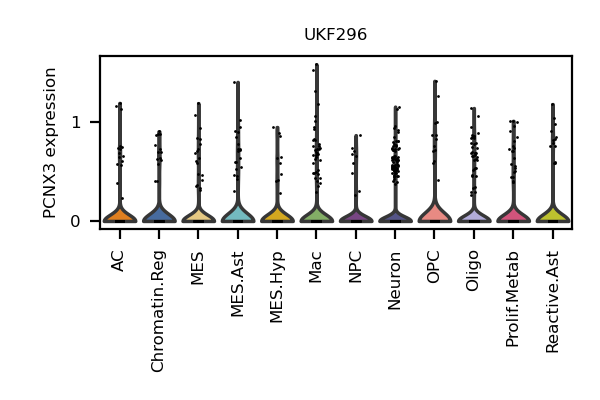 UKF296
PCNX3 expression
1
0
AC
Chromatin.Reg
MES
MES.Ast
MES.Hyp
Mac
NPC
Neuron
OPC
Oligo
Prolif.Metab
Reactive.Ast